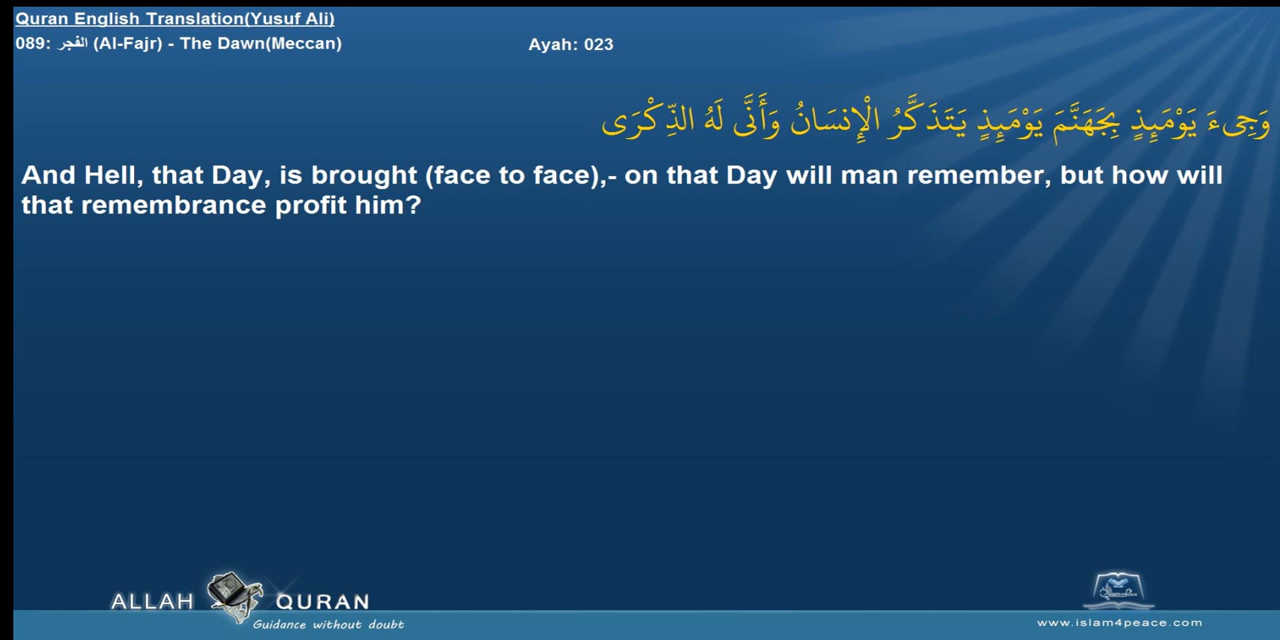 Quran English Translation(Yusuf Ali)
089: الفجر (Al-Fajr) - The Dawn(Meccan) Ayah: 023
وَجِىءَ يَوْمَئِذٍ بِجَهَنَّمَ يَوْمَئِذٍ يَتَذَكَّرُ الْإِنسَانُ وَأَنَّى لَهُ الذِّكْرَى
And Hell, that Day, is brought (face to face),- on that Day will man remember, but how will
that remembrance profit him?
ALLAH QURAN
Guidance without doubt
www.islam4peace.com